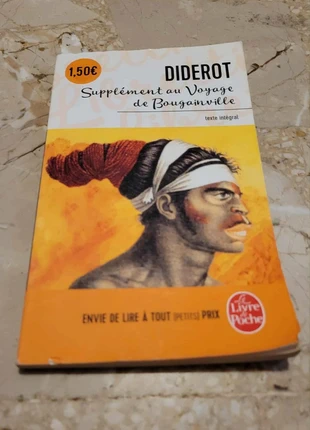 1,50€
DIDEROT
Supplément au Voyage
de Bougainville
texte intégral
ENVIE DE LIRE À TOUT (PETITS) PRIX
Le
Livre
de
Poche